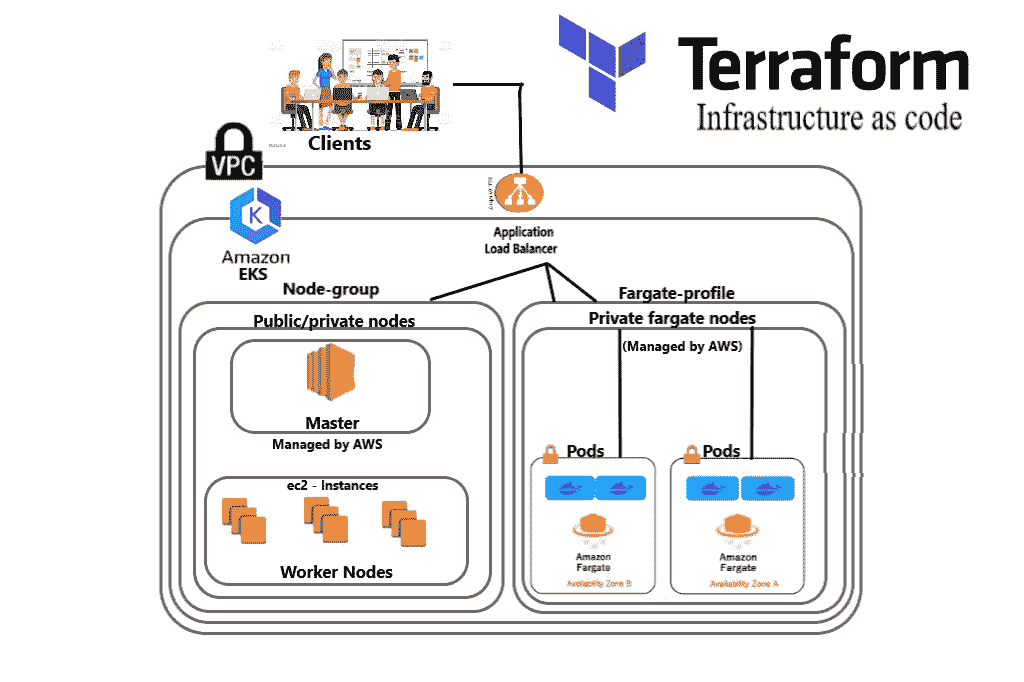 Terraform
Infrastructure as code
Clients
VPC
Amazon
EKS
Application
Load Balancer
Node-group
Fargate-profile
Public/private nodes
Private fargate nodes
(Managed by AWS)
Master
Managed by AWS
Pods
Pods
ec2 - Instances
Worker Nodes
Amazon
Fargate
Availability Zone B
Amazon
Fargate
Availability Zone A